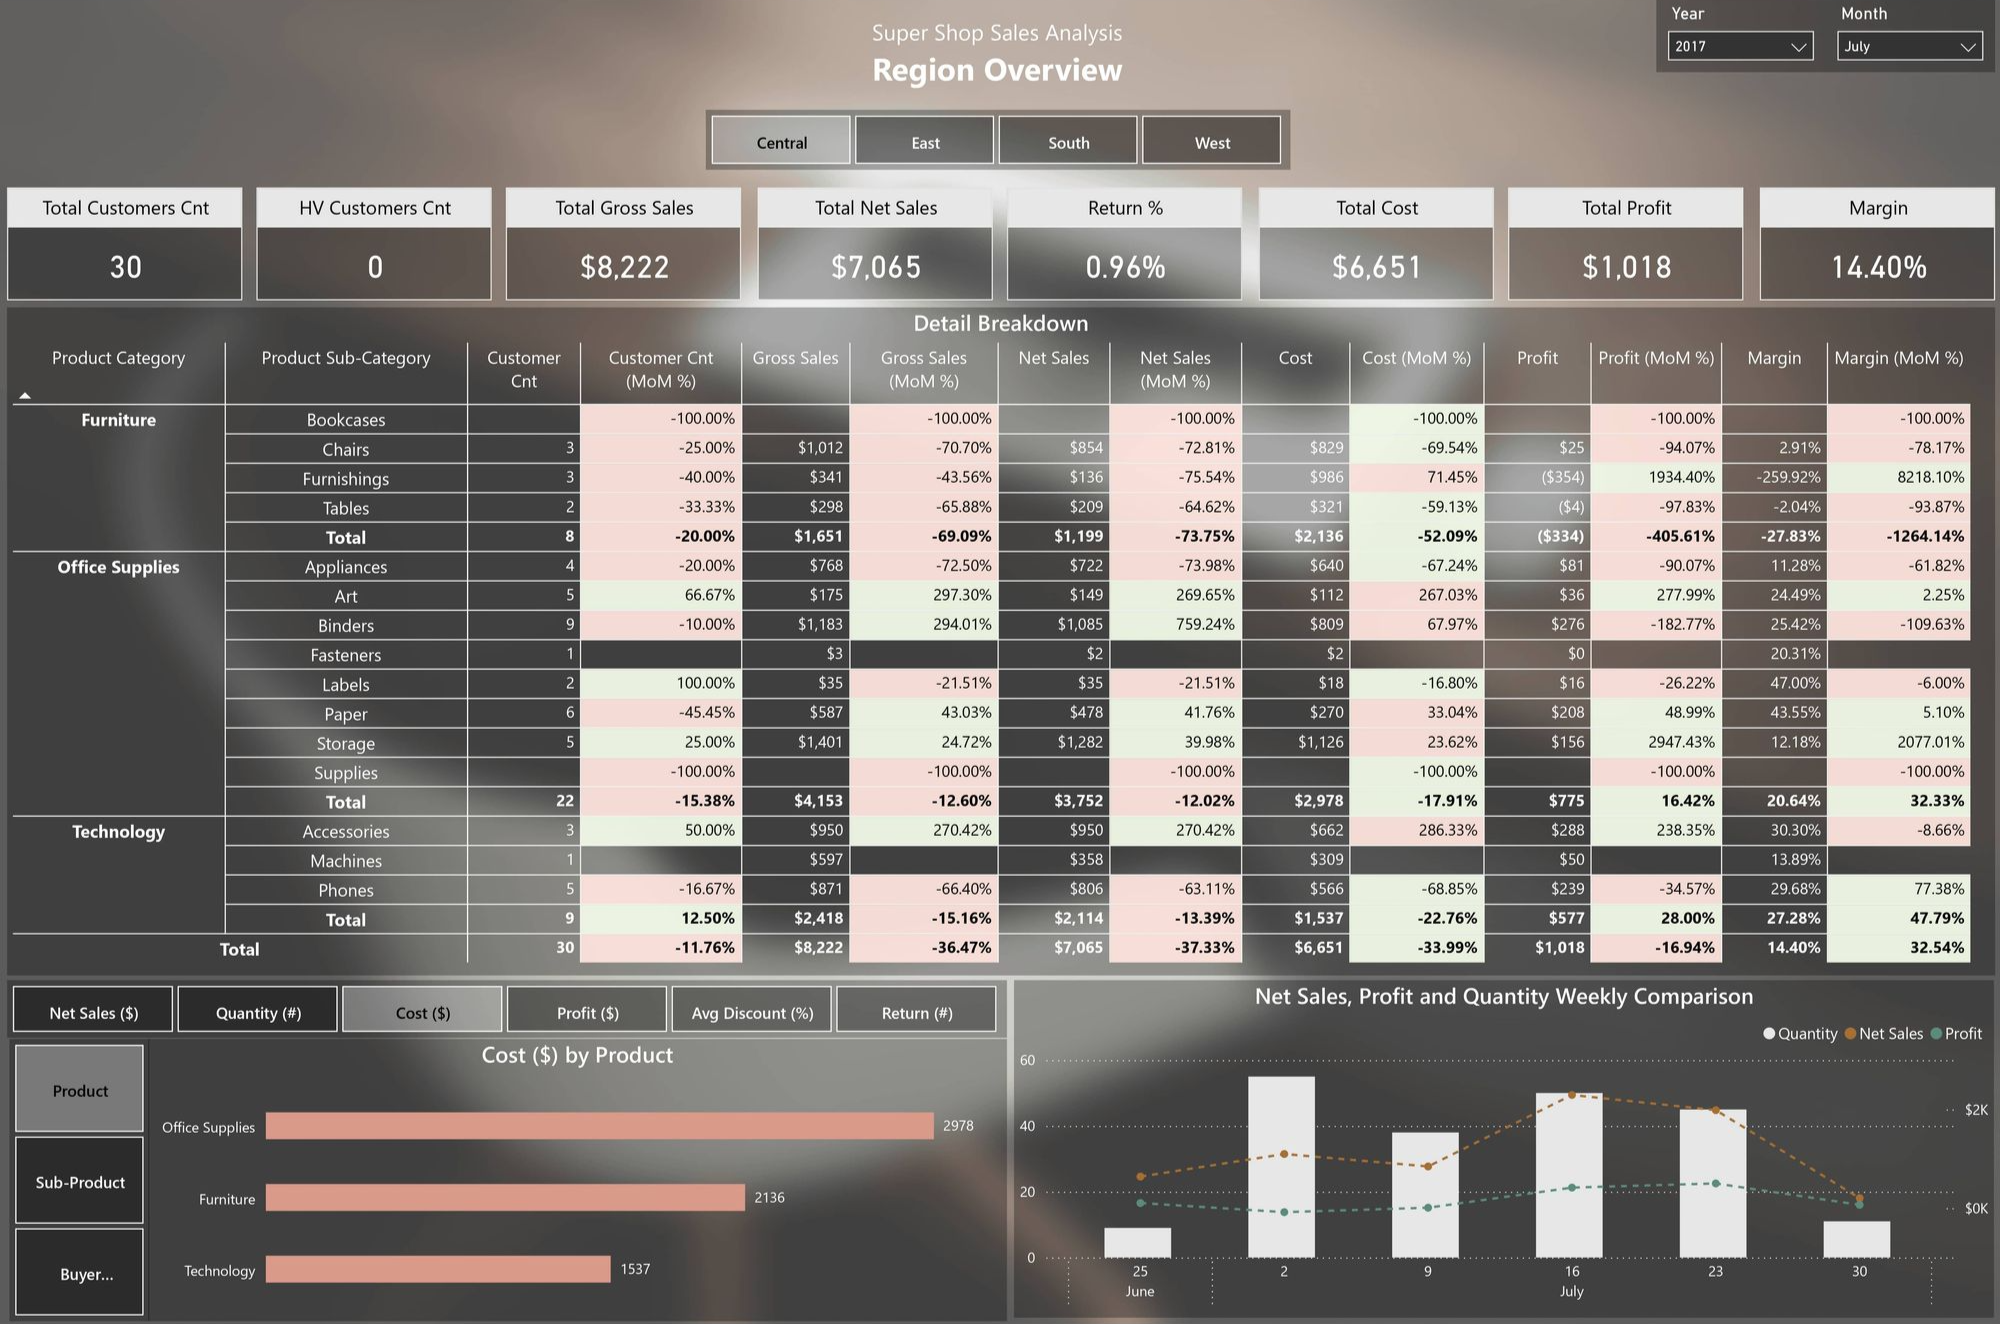 Super Shop Sales Analysis
Region Overview
Year Month
2017 July
Central East South West
Total Customers Cnt HV Customers Cnt Total Gross Sales Total Net Sales Return % Total Cost Total Profit Margin
30 0 $8,222 $7,065 0.96% $6,651 $1,018 14.40%
Detail Breakdown
Product Category Product Sub-Category Customer Cnt Customer Cnt (MoM %) Gross Sales Gross Sales (MoM %) Net Sales Net Sales (MoM %) Cost Cost (MoM %) Profit Profit (MoM %) Margin Margin (MoM %)
Furniture Bookcases -100.00% -100.00% -100.00% -100.00% -100.00% -100.00%
Chairs 3 -25.00% $1,012 -70.70% $854 -72.81% $829 -69.54% $25 -94.07% 2.91% -78.17%
Furnishings 3 -40.00% $341 -43.56% $136 -75.54% $986 71.45% ($354) 1934.40% -259.92% 8218.10%
Tables 2 -33.33% $298 -65.88% $209 -64.62% $321 -59.13% ($4) -97.83% -2.04% -93.87%
Total 8 -20.00% $1,651 -69.09% $1,199 -73.75% $2,136 -52.09% ($334) -405.61% -27.83% -1264.14%
Office Supplies Appliances 4 -20.00% $768 -72.50% $722 -73.98% $640 -67.24% $81 -90.07% 11.28% -61.82%
Art 5 66.67% $175 297.30% $149 269.65% $112 267.03% $36 277.99% 24.49% 2.25%
Binders 9 -10.00% $1,183 294.01% $1,085 759.24% $809 67.97% $276 -182.77% 25.42% -109.63%
Fasteners 1 $3 $2 $2 $0 20.31%
Labels 2 100.00% $35 -21.51% $35 -21.51% $18 -16.80% $16 -26.22% 47.00% -6.00%
Paper 6 -45.45% $587 43.03% $478 41.76% $270 33.04% $208 48.99% 43.55% 5.10%
Storage 5 25.00% $1,401 24.72% $1,282 39.98% $1,126 23.62% $156 2947.43% 12.18% 2077.01%
Supplies -100.00% -100.00% -100.00% -100.00% -100.00% -100.00%
Total 22 -15.38% $4,153 -12.60% $3,752 -12.02% $2,978 -17.91% $775 16.42% 20.64% 32.33%
Technology Accessories 3 50.00% $950 270.42% $950 270.42% $662 286.33% $288 238.35% 30.30% -8.66%
Machines 1 $597 $358 $309 $50 13.89%
Phones 5 -16.67% $871 -66.40% $806 -63.11% $566 -68.85% $239 -34.57% 29.68% 77.38%
Total 9 12.50% $2,418 -15.16% $2,114 -13.39% $1,537 -22.76% $577 28.00% 27.28% 47.79%
Total 30 -11.76% $8,222 -36.47% $7,065 -37.33% $6,651 -33.99% $1,018 -16.94% 14.40% 32.54%
Net Sales ($) Quantity (#) Cost ($) Profit ($) Avg Discount (%) Return (#)
Product
Sub-Product
Buyer...
Cost ($) by Product
Office Supplies 2978
Furniture 2136
Technology 1537
Net Sales, Profit and Quantity Weekly Comparison
Quantity Net Sales Profit
60
40 $2K
20
0 $0K
25 2 9 16 23 30
June July